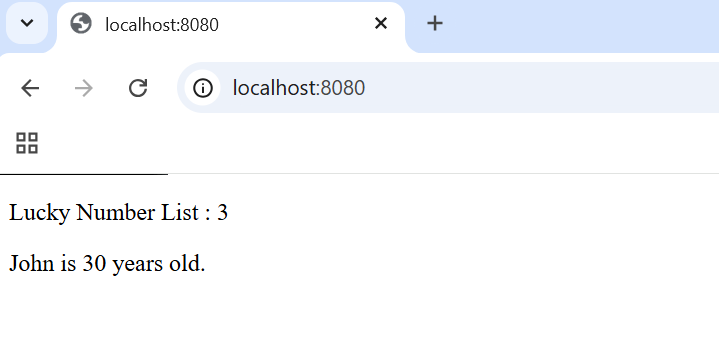 localhost:8080
localhost:8080
Lucky Number List : 3
John is 30 years old.